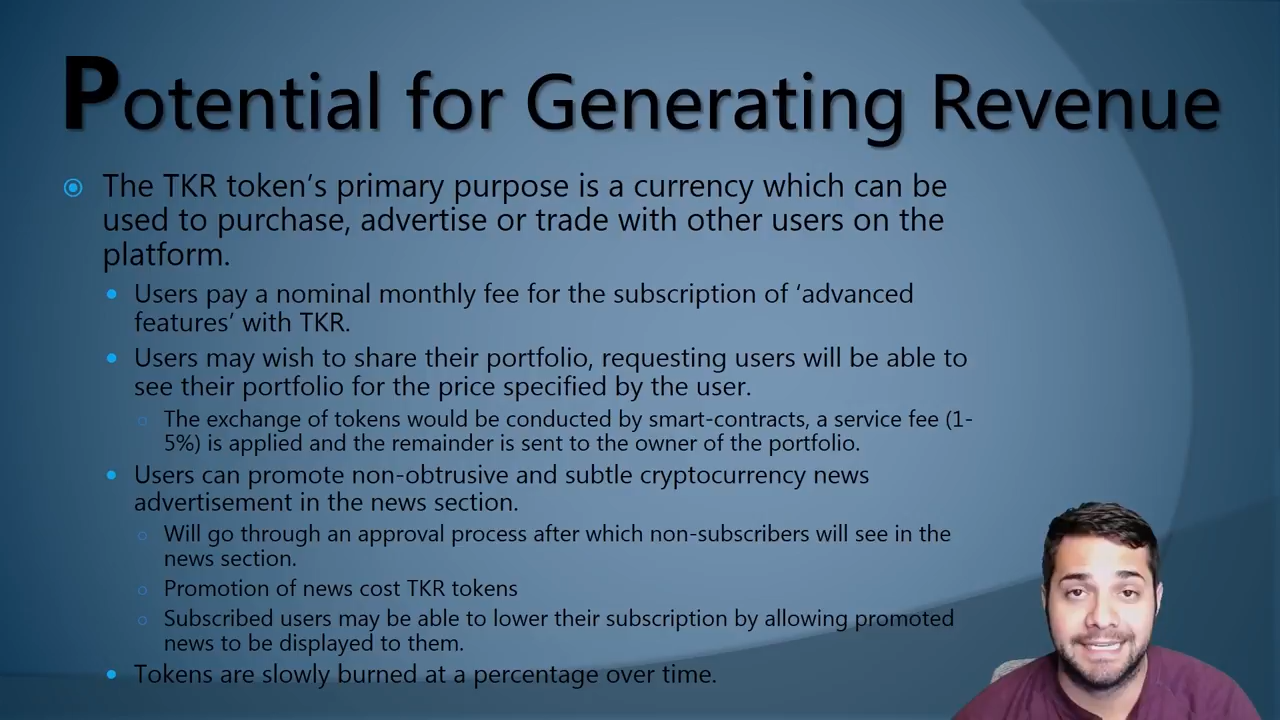 Potential for Generating Revenue
The TKR token's primary purpose is a currency which can be
used to purchase, advertise or trade with other users on the
platform.
Users pay a nominal monthly fee for the subscription of ‘advanced
features’ with TKR.
Users may wish to share their portfolio, requesting users will be able to
see their portfolio for the price specified by the user.
The exchange of tokens would be conducted by smart-contracts, a service fee (1-
5%) is applied and the remainder is sent to the owner of the portfolio.
Users can promote non-obtrusive and subtle cryptocurrency news
advertisement in the news section.
Will go through an approval process after which non-subscribers will see in the
news section.
Promotion of news cost TKR tokens
Subscribed users may be able to lower their subscription by allowing promoted
news to be displayed to them.
Tokens are slowly burned at a percentage over time.